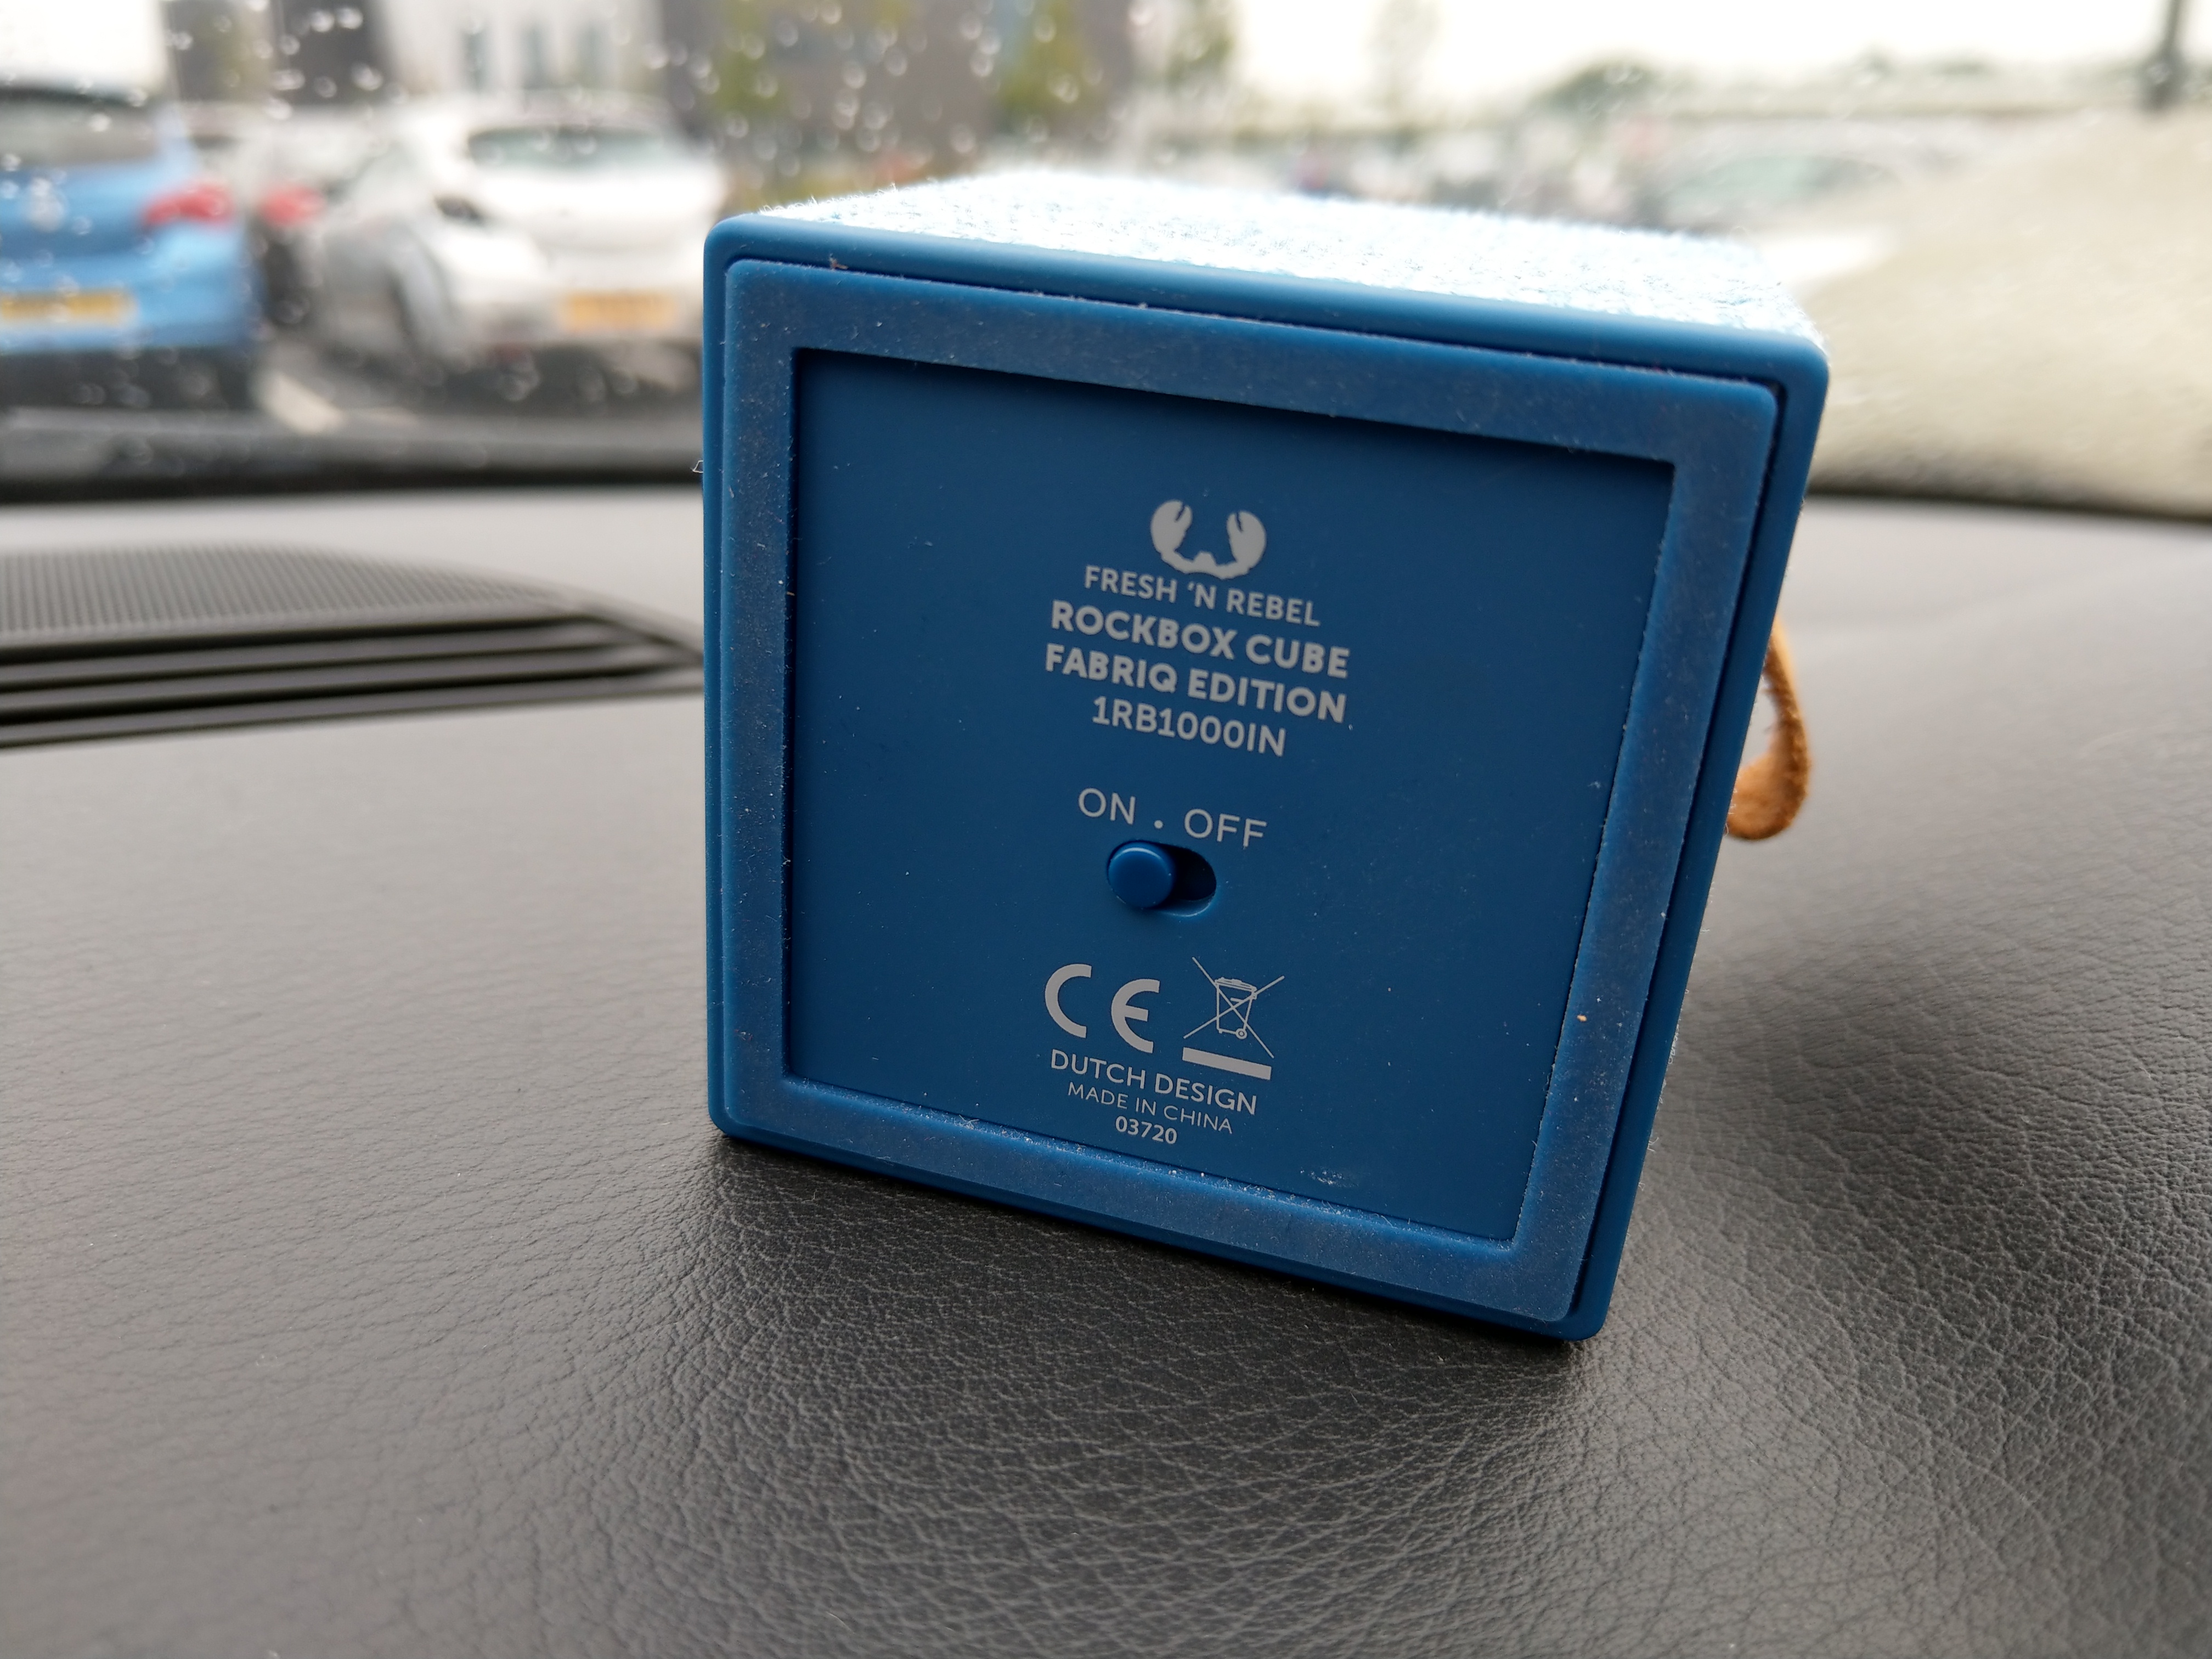 FRESH ‘N REBEL
ROCKBOX CUBE
FABRIQ EDITION
1RB1000IN
ON . OFF
CE
DUTCH DESIGN
MADE IN CHINA
03720